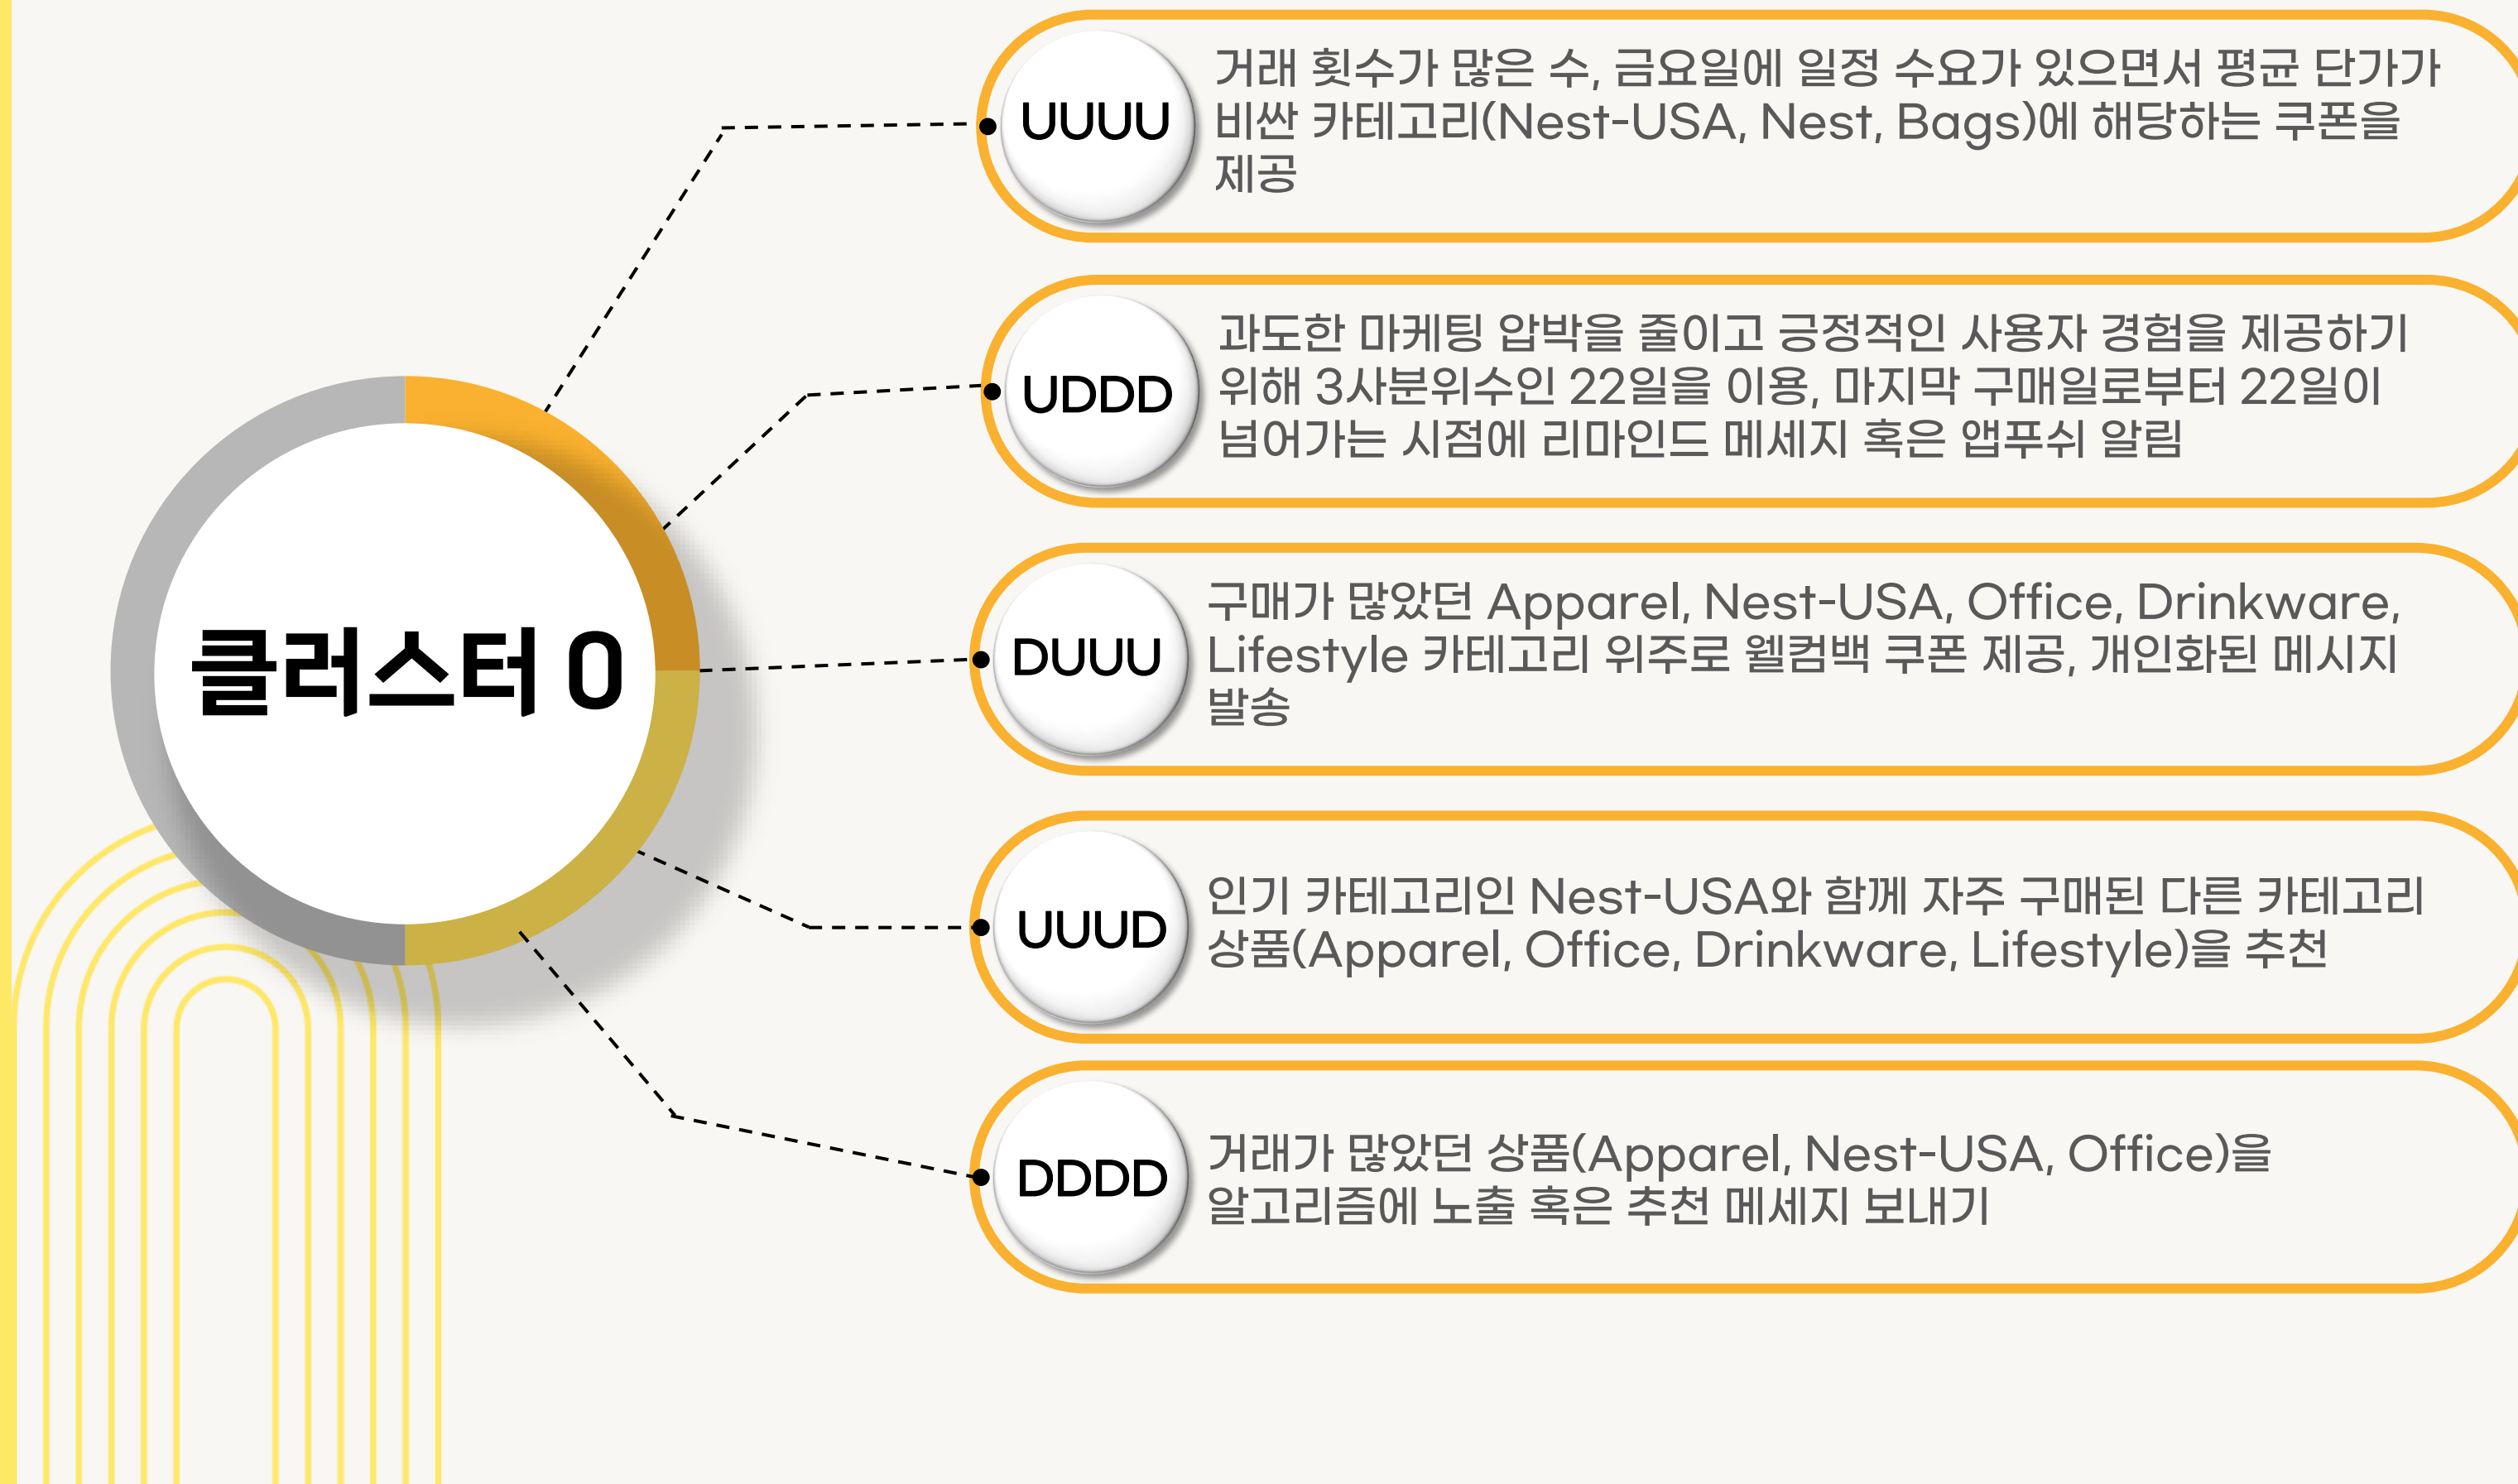 클러스터 0
UUUU
거래 횟수가 많은 수, 금요일에 일정 수요가 있으면서 평균 단가가
비싼 카테고리(Nest-USA, Nest, Bags)에 해당하는 쿠폰을
제공
UDDD
과도한 마케팅 압박을 줄이고 긍정적인 사용자 경험을 제공하기
위해 3사분위수인 22일을 이용, 마지막 구매일로부터 22일이
넘어가는 시점에 리마인드 메세지 혹은 앱푸쉬 알림
DUUU
구매가 많았던 Apparel, Nest-USA, Office, Drinkware,
Lifestyle 카테고리 위주로 웰컴백 쿠폰 제공, 개인화된 메시지
발송
UUUD
인기 카테고리인 Nest-USA와 함께 자주 구매된 다른 카테고리
상품(Apparel, Office, Drinkware, Lifestyle)을 추천
DDDD
거래가 많았던 상품(Apparel, Nest-USA, Office)을
알고리즘에 노출 혹은 추천 메세지 보내기